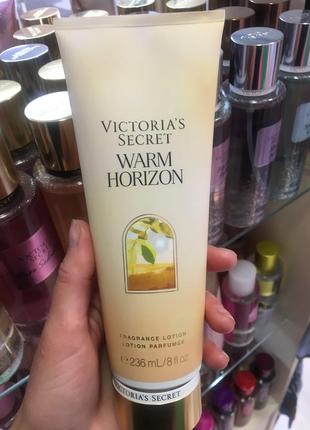 VICTORIA'S
SECRET
WARM
HORIZON
FRAGRANCE LOTION
LOTION PARFUMÉE
℮ 236 mL/8 fl oz
VICTORIA'S SECRET